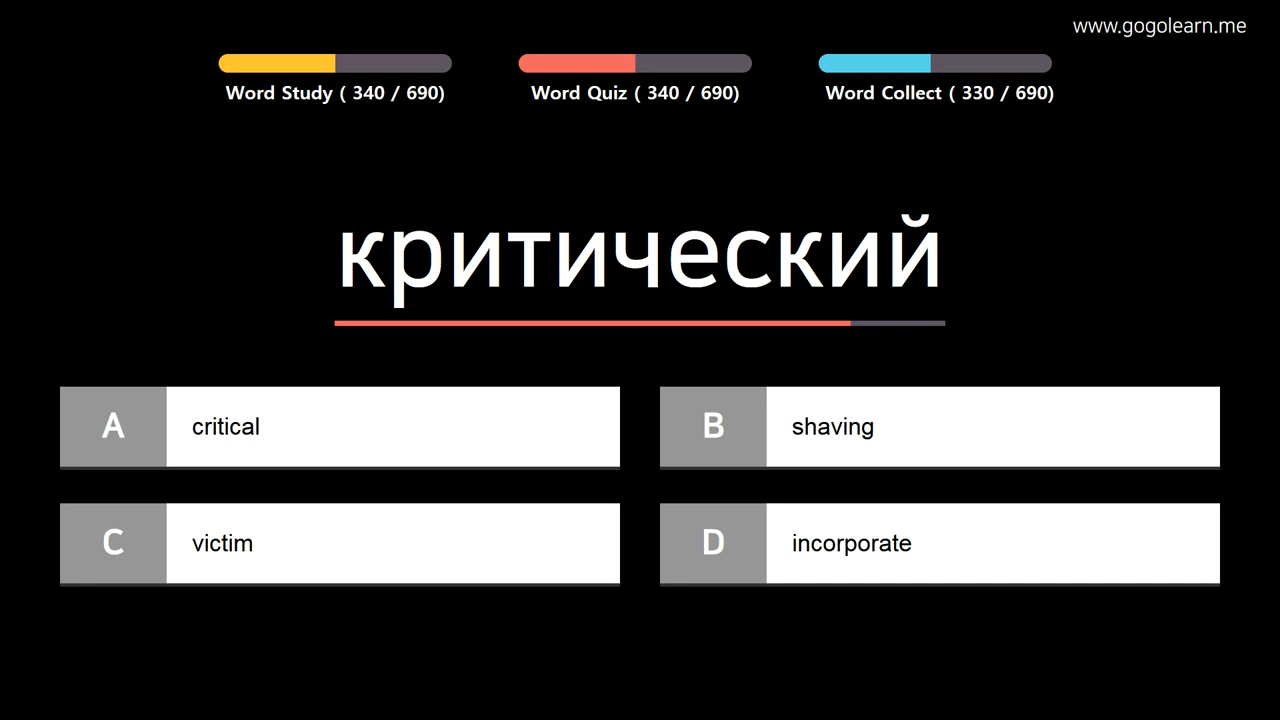 www.gogolearn.me
Word Study ( 340 / 690)
Word Quiz ( 340 / 690)
Word Collect ( 330 / 690)
критический
A critical
B shaving
C victim
D incorporate